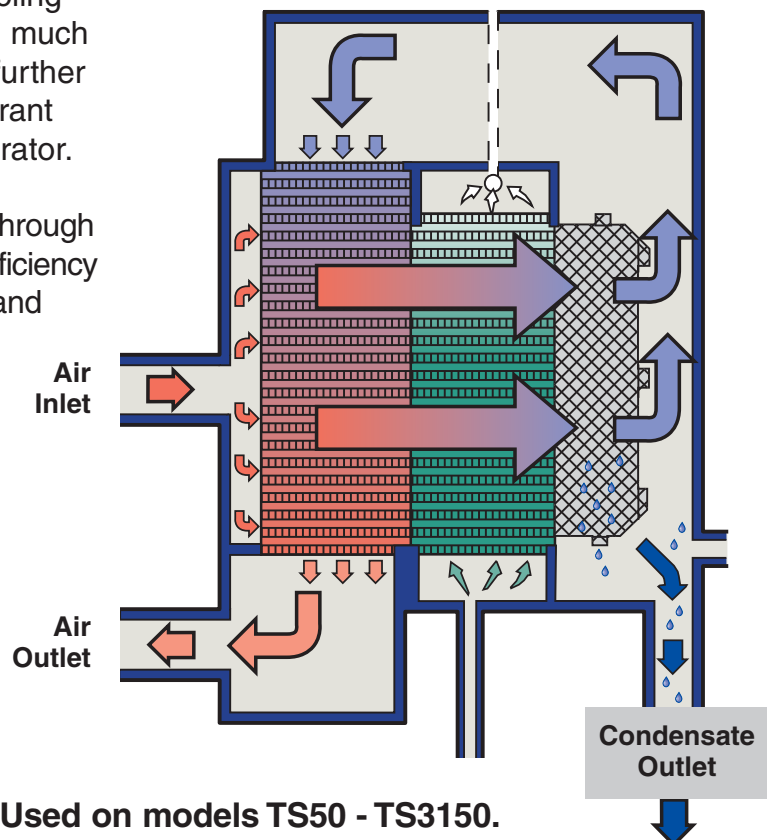 much
further
rant
rator.
hrough
ficiency
and
Air
Inlet
Air
Outlet
Condensate
Outlet
Used on models TS50 - TS3150.